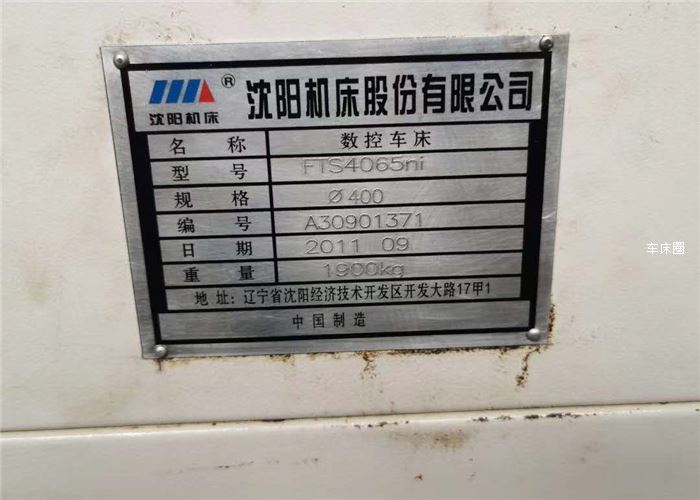 ® 沈阳机床股份有限公司
沈阳机床
名 称 数控车床
型 号 FTS4065ni
规 格 Ø400
编 号 A30901371
日 期 2011 09
重 量 1900kg
地 址: 辽宁省沈阳经济技术开发区开发大路17甲1
中国制造
车床圈